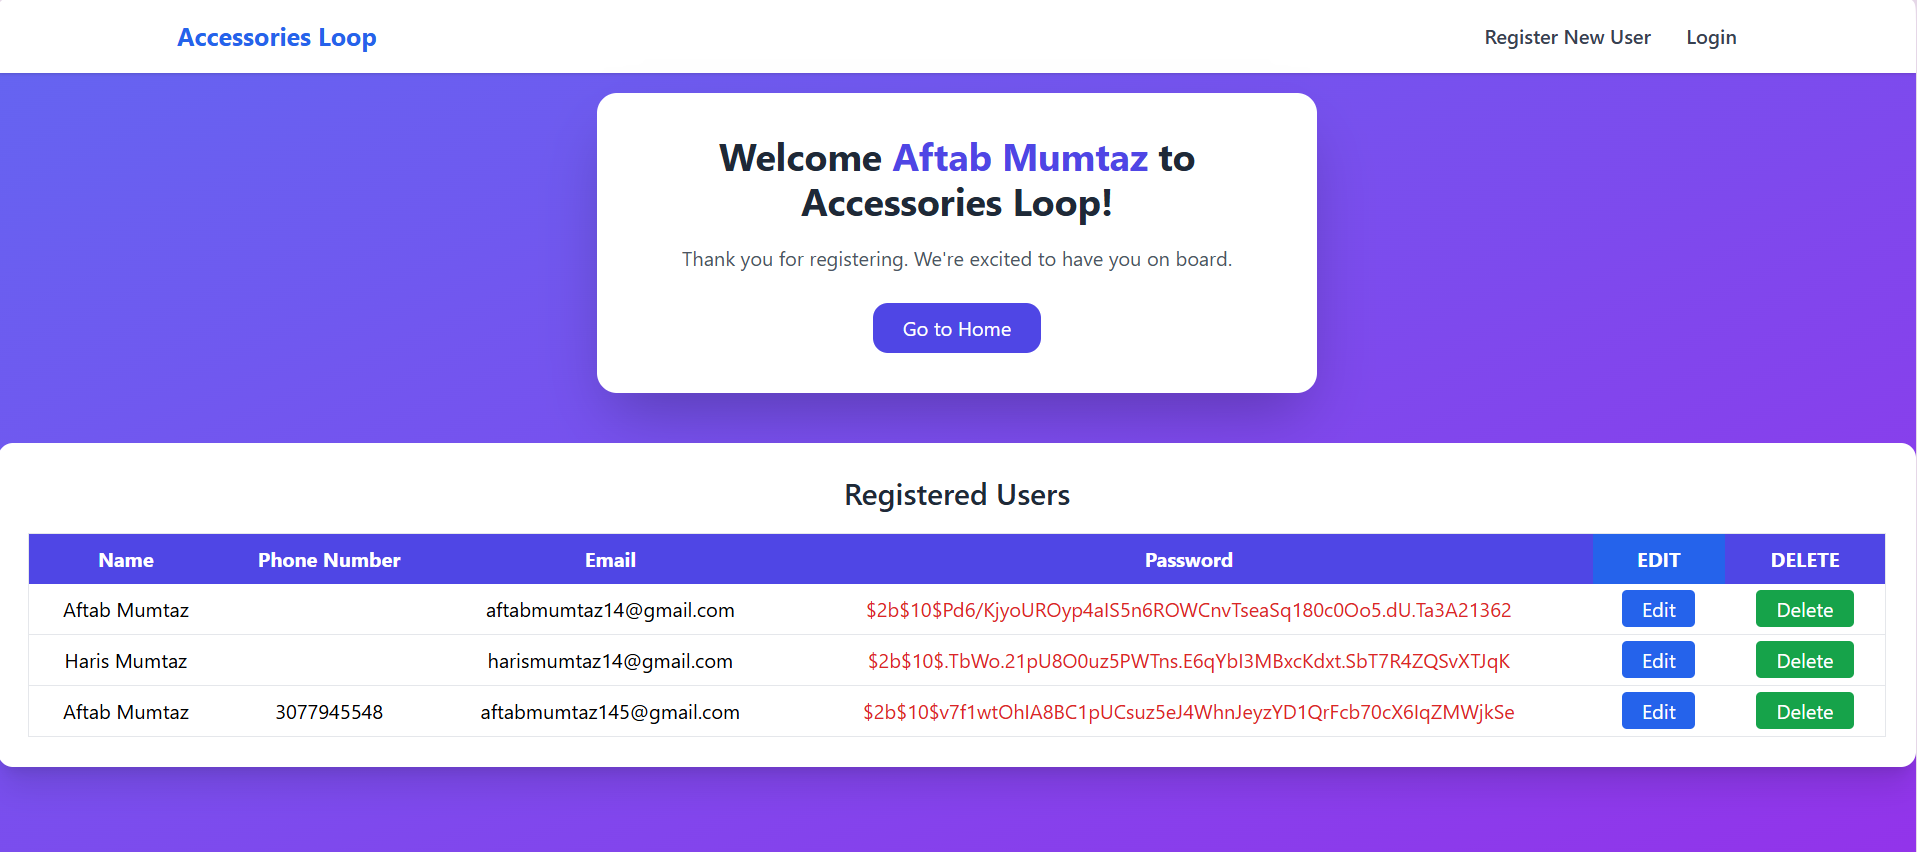 Accessories Loop
Register New User
Login
Welcome Aftab Mumtaz to
Accessories Loop!
Thank you for registering. We're excited to have you on board.
Go to Home
Registered Users
Name Phone Number Email Password EDIT DELETE
Aftab Mumtaz aftabmumtaz14@gmail.com $2b$10$Pd6/KjyoUROyp4aIS5n6ROWCnvTseaSq180c0Oo5.dU.Ta3A21362 Edit Delete
Haris Mumtaz harismumtaz14@gmail.com $2b$10$.TbWo.21pU8O0uz5PWTns.E6qYbI3MBxcKdxt.SbT7R4ZQSvXTJqK Edit Delete
Aftab Mumtaz 3077945548 aftabmumtaz145@gmail.com $2b$10$v7f1wtOhIA8BC1pUCsuz5eJ4WhnJeyzYD1QrFcb70cX6IqZMWjkSe Edit Delete